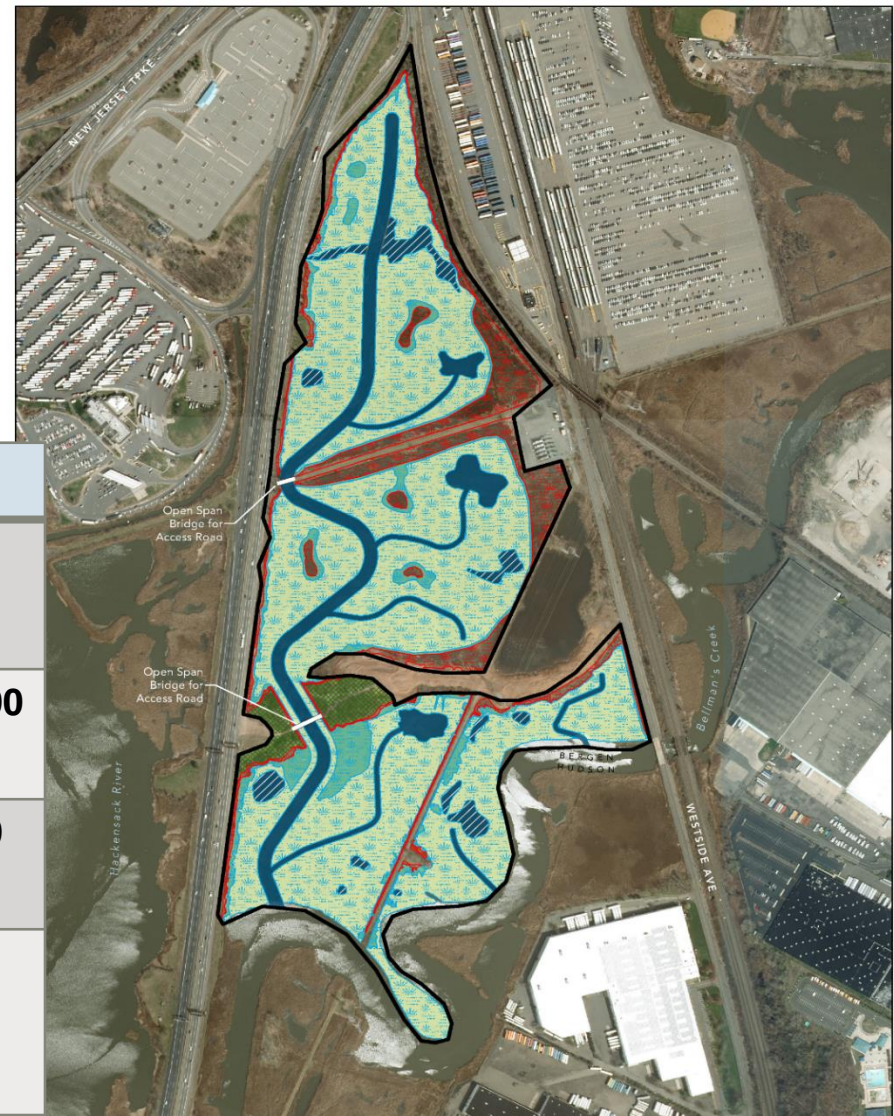 NEW JERSEY TPKE
Open Span
Bridge for
Access Road
Open Span
Bridge for
Access Road
00
Bellman's Creek
BERGEN
HUDSON
Hackensack River
WESTSIDE AVE